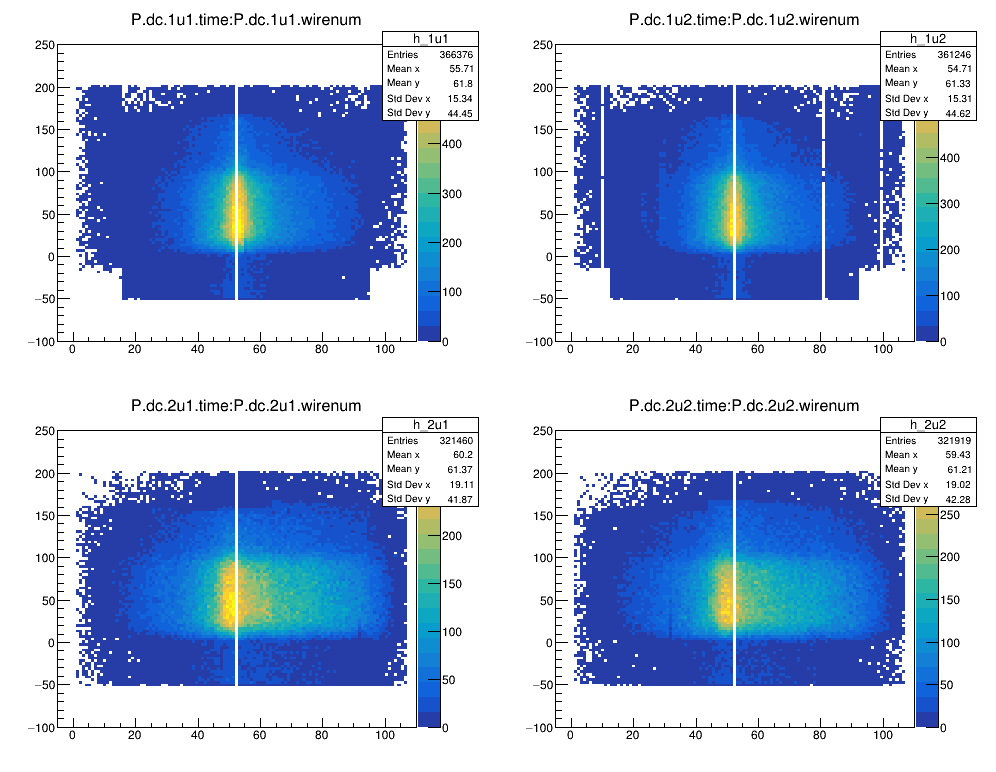 P.dc.1u1.time:P.dc.1u1.wirenum
h_1u1
Entries 366376
Mean x 55.71
Mean y 61.8
Std Dev x 15.34
Std Dev y 44.45
250
200
150
100
50
0
−50
−100
0 20 40 60 80 100
400
300
200
100
0
P.dc.1u2.time:P.dc.1u2.wirenum
h_1u2
Entries 361246
Mean x 54.71
Mean y 61.33
Std Dev x 15.31
Std Dev y 44.62
250
200
150
100
50
0
−50
−100
0 20 40 60 80 100
400
300
200
100
0
P.dc.2u1.time:P.dc.2u1.wirenum
h_2u1
Entries 321460
Mean x 60.2
Mean y 61.37
Std Dev x 19.11
Std Dev y 41.87
250
200
150
100
50
0
−50
−100
0 20 40 60 80 100
200
150
100
50
0
P.dc.2u2.time:P.dc.2u2.wirenum
h_2u2
Entries 321919
Mean x 59.43
Mean y 61.21
Std Dev x 19.02
Std Dev y 42.28
250
200
150
100
50
0
−50
−100
0 20 40 60 80 100
250
200
150
100
50
0